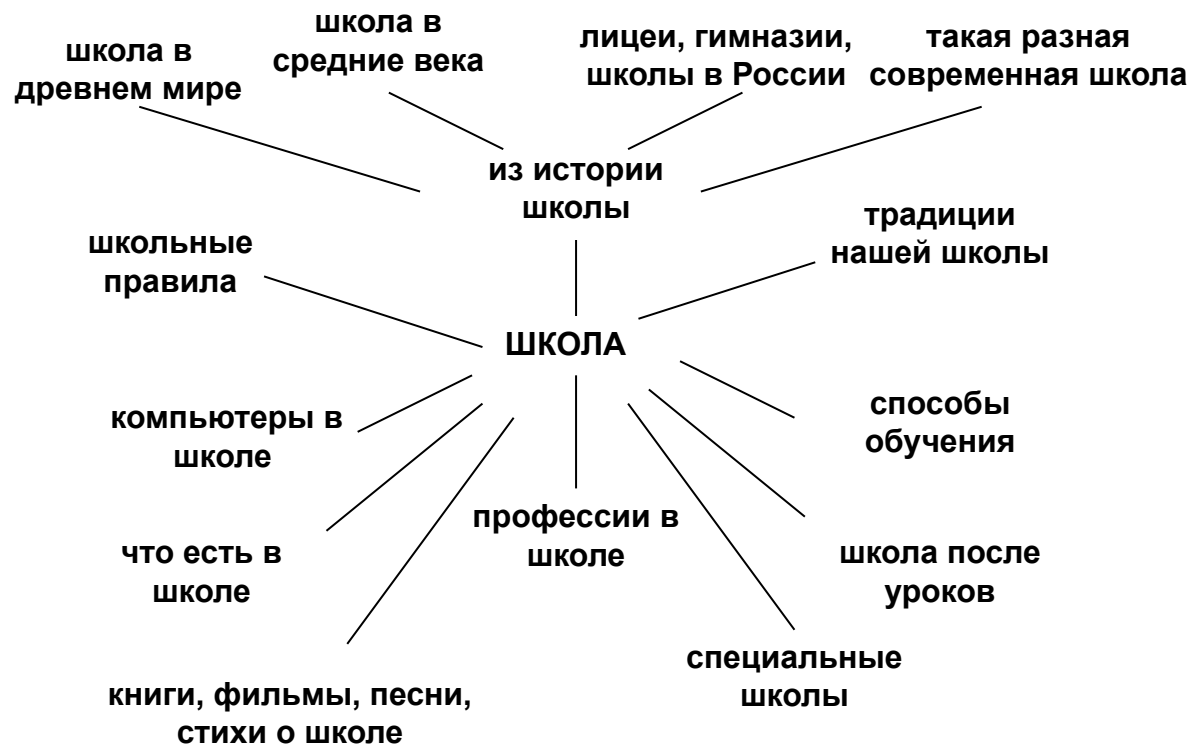 школа в
древнем мире
школа в
средние века
лицеи, гимназии,
школы в России
такая разная
современная школа
из истории
школы
школьные
правила
традиции
нашей школы
ШКОЛА
компьютеры в
школе
способы
обучения
что есть в
школе
профессии в
школе
школа после
уроков
книги, фильмы, песни,
стихи о школе
специальные
школы